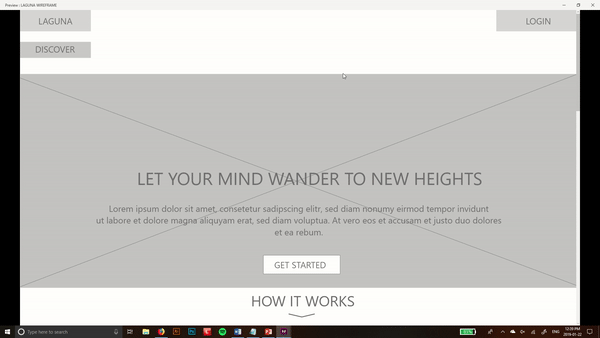 Preview - LAGUNA WIREFRAME
LAGUNA
LOGIN
DISCOVER
LET YOUR MIND WANDER TO NEW HEIGHTS
Lorem ipsum dolor sit amet, consetetur sadipscing elitr, sed diam nonumy eirmod tempor invidunt
ut labore et dolore magna aliquyam erat, sed diam voluptua. At vero eos et accusam et justo duo dolores
et ea rebum.
GET STARTED
HOW IT WORKS
Type here to search
ENG
12:35 PM
2019-01-22